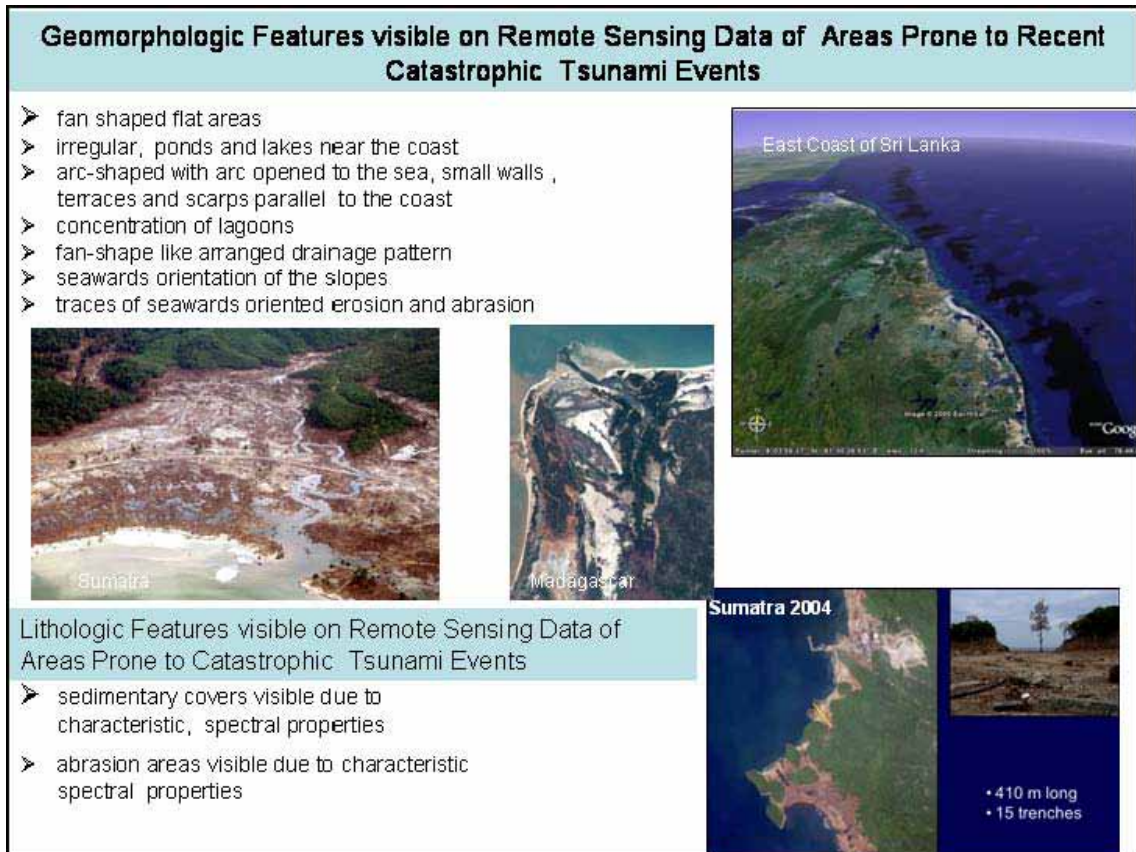 Geomorphologic Features visible on Remote Sensing Data of Areas Prone to Recent
Catastrophic Tsunami Events
➢ fan shaped flat areas
➢ irregular, ponds and lakes near the coast
➢ arc-shaped with arc opened to the sea, small walls ,
terraces and scarps parallel to the coast
➢ concentration of lagoons
➢ fan-shape like arranged drainage pattern
➢ seawards orientation of the slopes
➢ traces of seawards oriented erosion and abrasion
East Coast of Sri Lanka
Goog
Sumatra
Madagascar
Lithologic Features visible on Remote Sensing Data of
Areas Prone to Catastrophic Tsunami Events
➢ sedimentary covers visible due to
characteristic, spectral properties
➢ abrasion areas visible due to characteristic
spectral properties
Sumatra 2004
• 410 m long
• 15 trenches